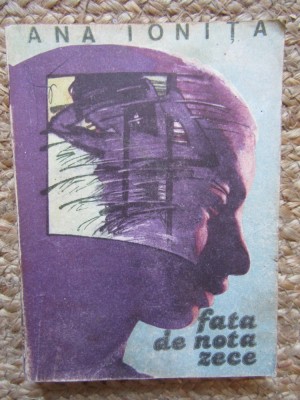 ANA IONIȚA
fata
de nota
zece